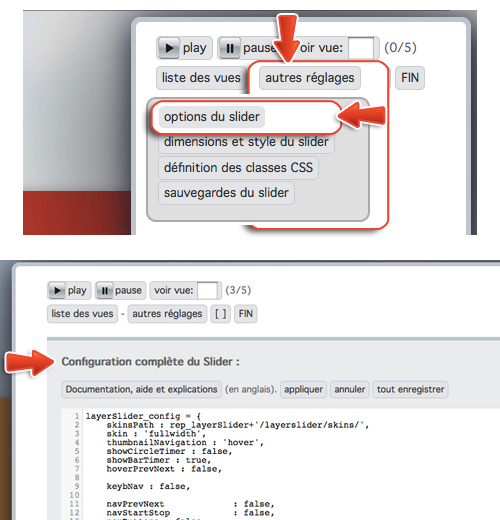 play pause voir vue: (0/5)
liste des vues autres réglages FIN
options du slider
dimensions et style du slider
définition des classes CSS
sauvegardes du slider
play pause voir vue: (3/5)
liste des vues - autres réglages [ ] FIN
Configuration complète du Slider :
Documentation, aide et explications (en anglais). appliquer annuler tout enregistrer
1 layerSlider_config = {
2 skinsPath : rep_layerSlider+'/layerslider/skins/',
3 skin : 'fullwidth',
4 thumbnailNavigation : 'hover',
5 showCircleTimer : false,
6 showBarTimer : true,
7 hoverPrevNext : false,
8
9 keybNav : false,
10
11 navPrevNext : false,
12 navStartStop : false,